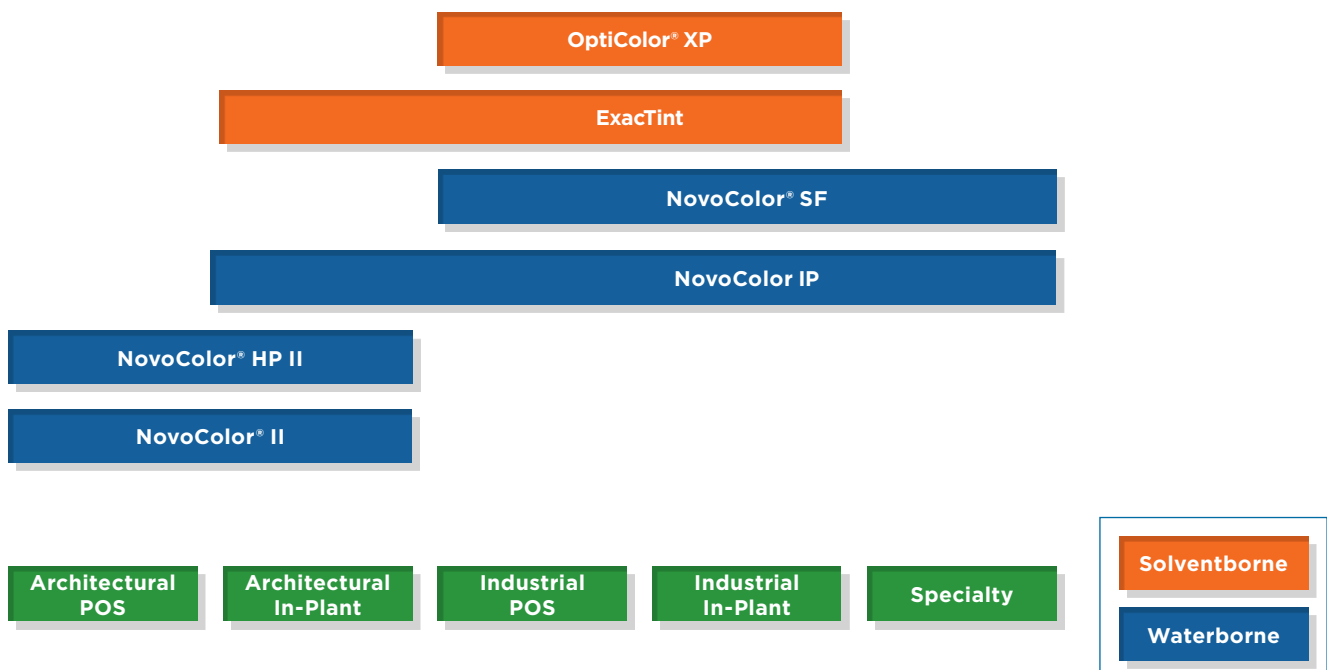 OptiColor® XP
ExacTint
NovoColor® SF
NovoColor IP
NovoColor® HP II
NovoColor® II
Architectural
POS
Architectural
In-Plant
Industrial
POS
Industrial
In-Plant
Specialty
Solventborne
Waterborne